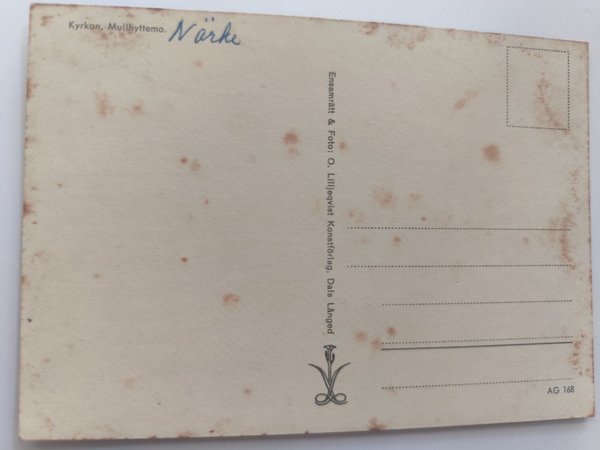 Kyrkan, Mullhyttemo.
Närke
Ensamrätt & Foto: O. Lilljeqvist Konstförlag, Dals Långed
AG 168